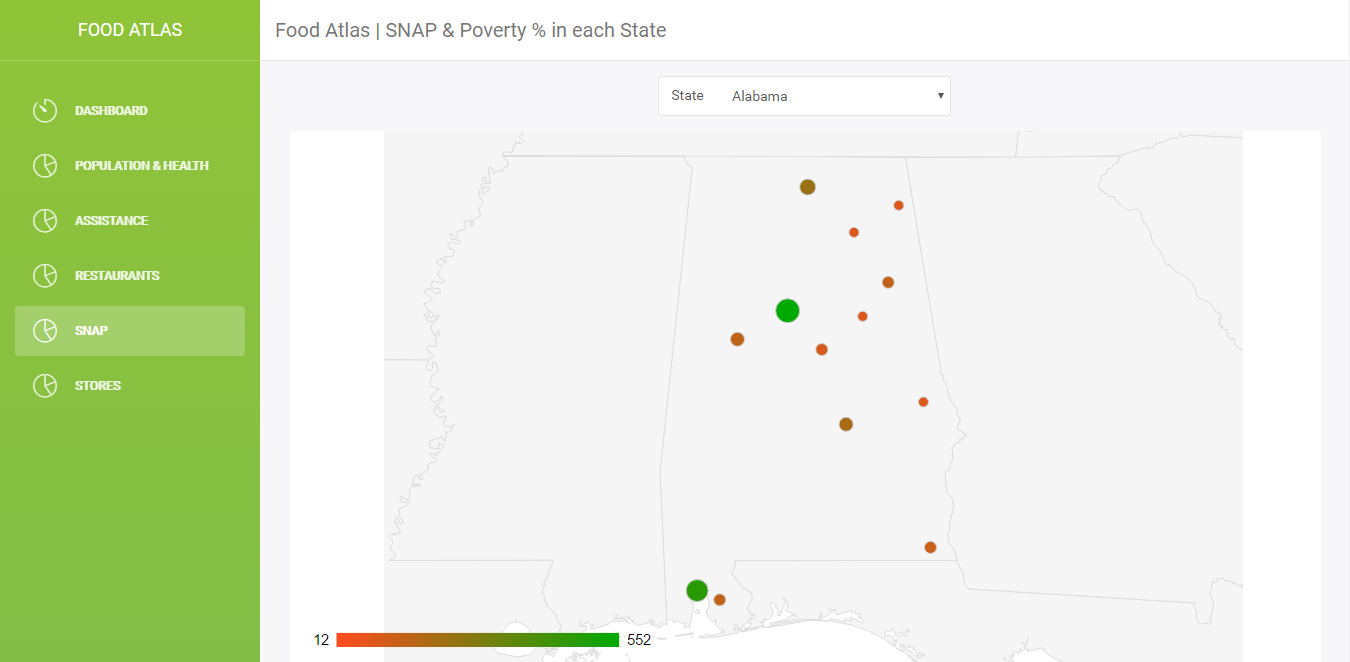 FOOD ATLAS
Food Atlas | SNAP & Poverty % in each State
DASHBOARD
POPULATION & HEALTH
ASSISTANCE
RESTAURANTS
SNAP
STORES
State Alabama
12 552